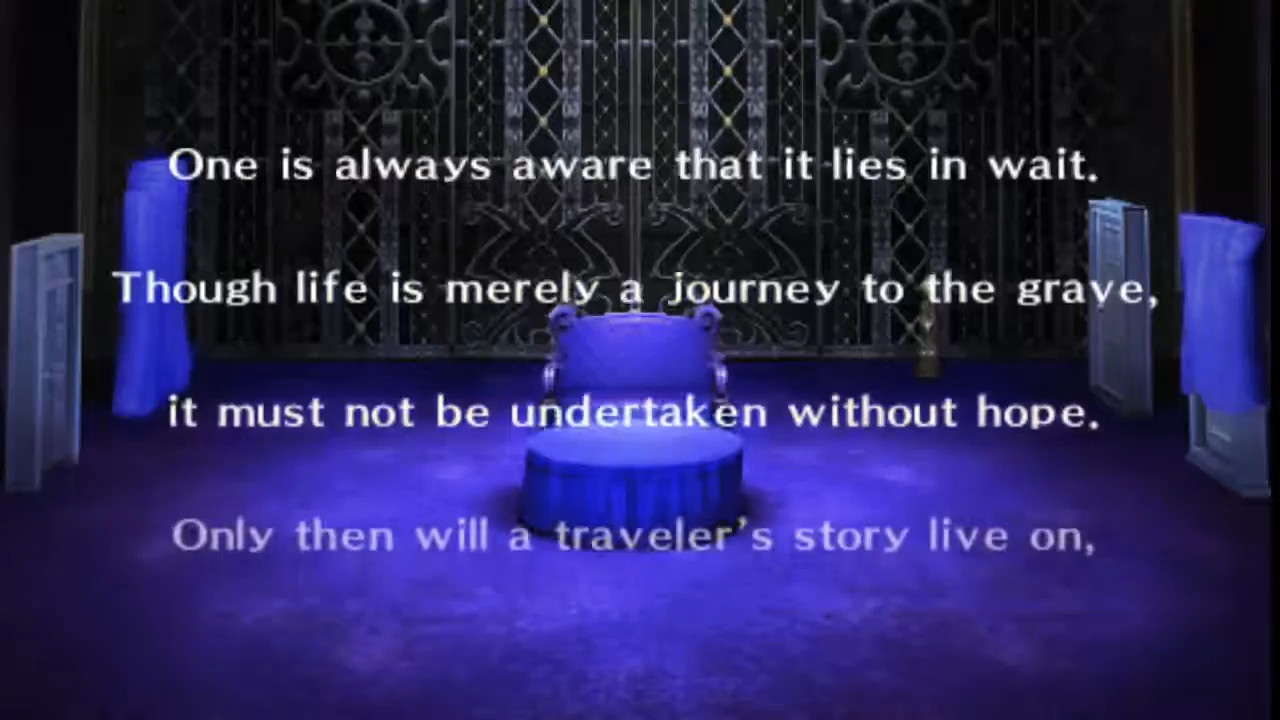 One is always aware that it lies in wait.
Though life is merely a journey to the grave,
it must not be undertaken without hope.
Only then will a traveler's story live on,